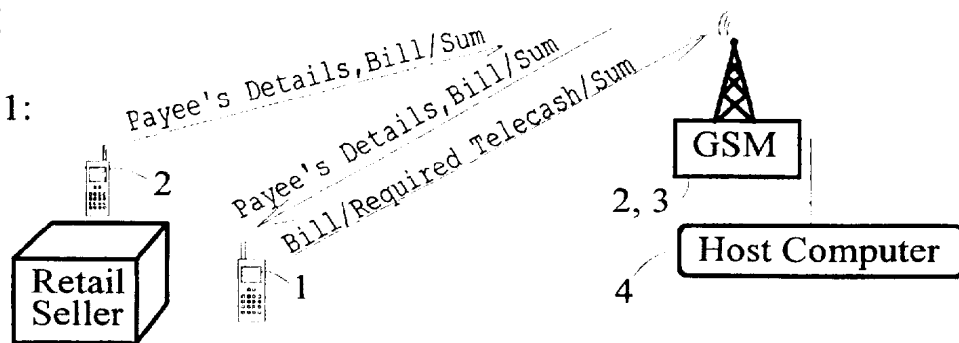 1:
Payee's Details,Bill/Sum
Payee's Details,Bill/Sum
Bill/Required Telecash/Sum
2
1
Retail
Seller
GSM
2, 3
4
Host Computer